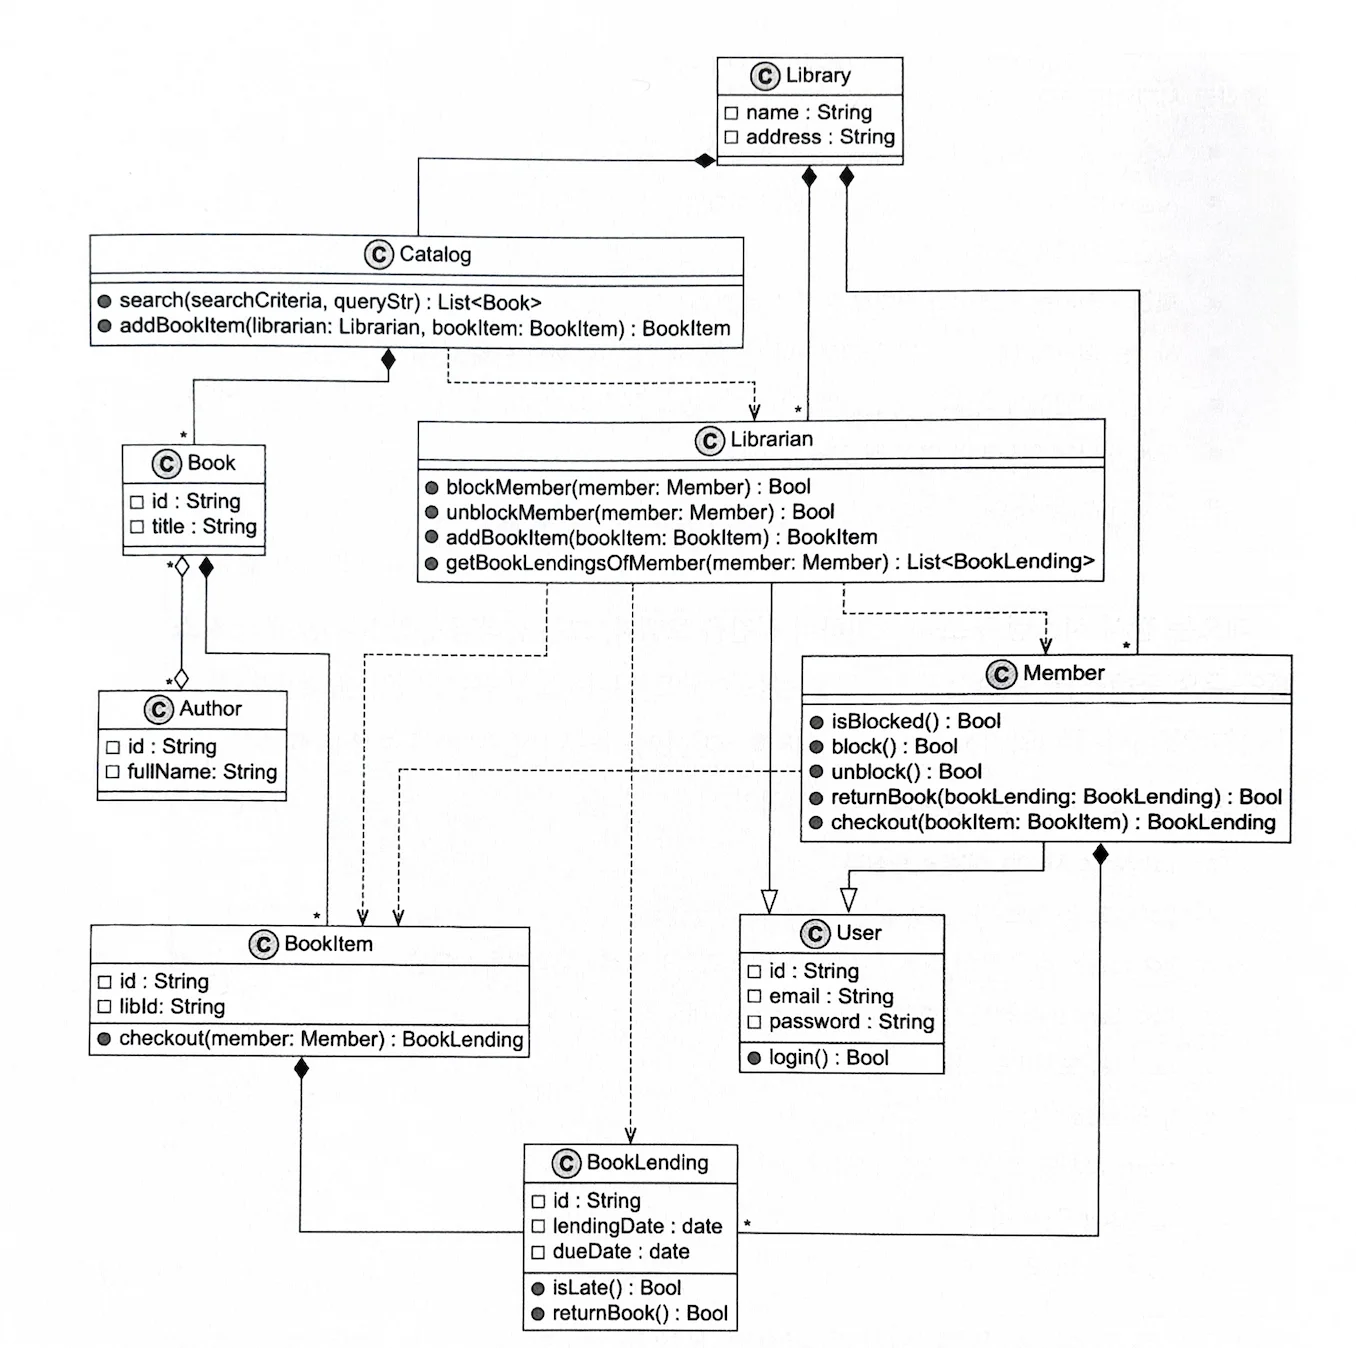 C Library
name : String
address : String
C Catalog
search(searchCriteria, queryStr) : List<Book>
addBookItem(librarian: Librarian, bookItem: BookItem) : BookItem
*
*
C Librarian
blockMember(member: Member) : Bool
unblockMember(member: Member) : Bool
addBookItem(bookItem: BookItem) : BookItem
getBookLendingsOfMember(member: Member) : List<BookLending>
C Book
id : String
title : String
*
*
C Author
id : String
fullName: String
*
C Member
isBlocked() : Bool
block() : Bool
unblock() : Bool
returnBook(bookLending: BookLending) : Bool
checkout(bookItem: BookItem) : BookLending
*
C BookItem
id : String
libId: String
checkout(member: Member) : BookLending
C User
id : String
email : String
password : String
login() : Bool
C BookLending
id : String
lendingDate : date
dueDate : date
isLate() : Bool
returnBook() : Bool
*